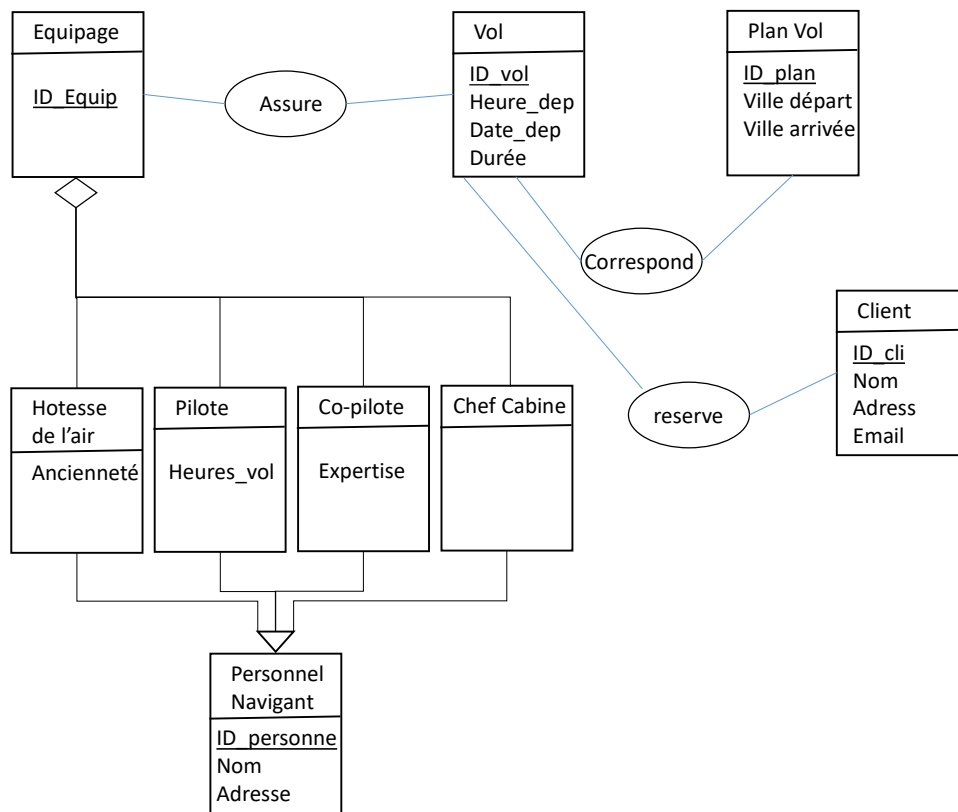 Equipage
ID_Equip
Assure
Vol
ID_vol
Heure_dep
Date_dep
Durée
Plan Vol
ID_plan
Ville départ
Ville arrivée
Correspond
Client
ID_cli
Nom
Adress
Email
reserve
Hotesse
de l'air
Ancienneté
Pilote
Heures_vol
Co-pilote
Expertise
Chef Cabine
Personnel
Navigant
ID_personne
Nom
Adresse